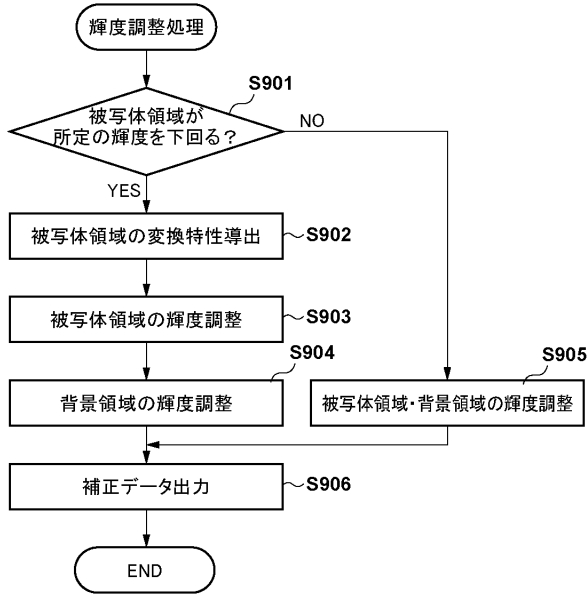 輝度調整処理
S901
被写体領域が
所定の輝度を下回る?
NO
YES
被写体領域の変換特性導出
S902
被写体領域の輝度調整
S903
S904
背景領域の輝度調整
S905
被写体領域・背景領域の輝度調整
補正データ出力
S906
END